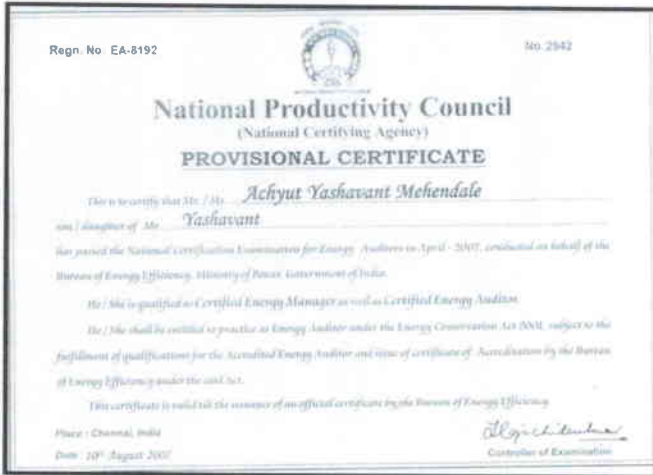 Regn. No EA-8192
No. 2942
National Productivity Council
(National Certifying Agency)
PROVISIONAL CERTIFICATE
This is to certify that Mr. / Ms. Achyut Yashavant Mehendale
son / daughter of Mr. Yashavant
has passed the National Certification Examination for Energy Auditors in April - 2007, conducted on behalf of the
Bureau of Energy Efficiency, Ministry of Power, Government of India.
He / She is qualified as Certified Energy Manager as well as Certified Energy Auditor.
He / She shall be entitled to practice as Energy Auditor under the Energy Conservation Act 2001, subject to the
fulfillment of qualifications for the Accredited Energy Auditor and issue of certificate of Accreditation by the Bureau
of Energy Efficiency under the said Act.
This certificate is valid till the issuance of an official certificate by the Bureau of Energy Efficiency.
Place : Chennai, India
Date : 10th August 2007
Controller of Examination